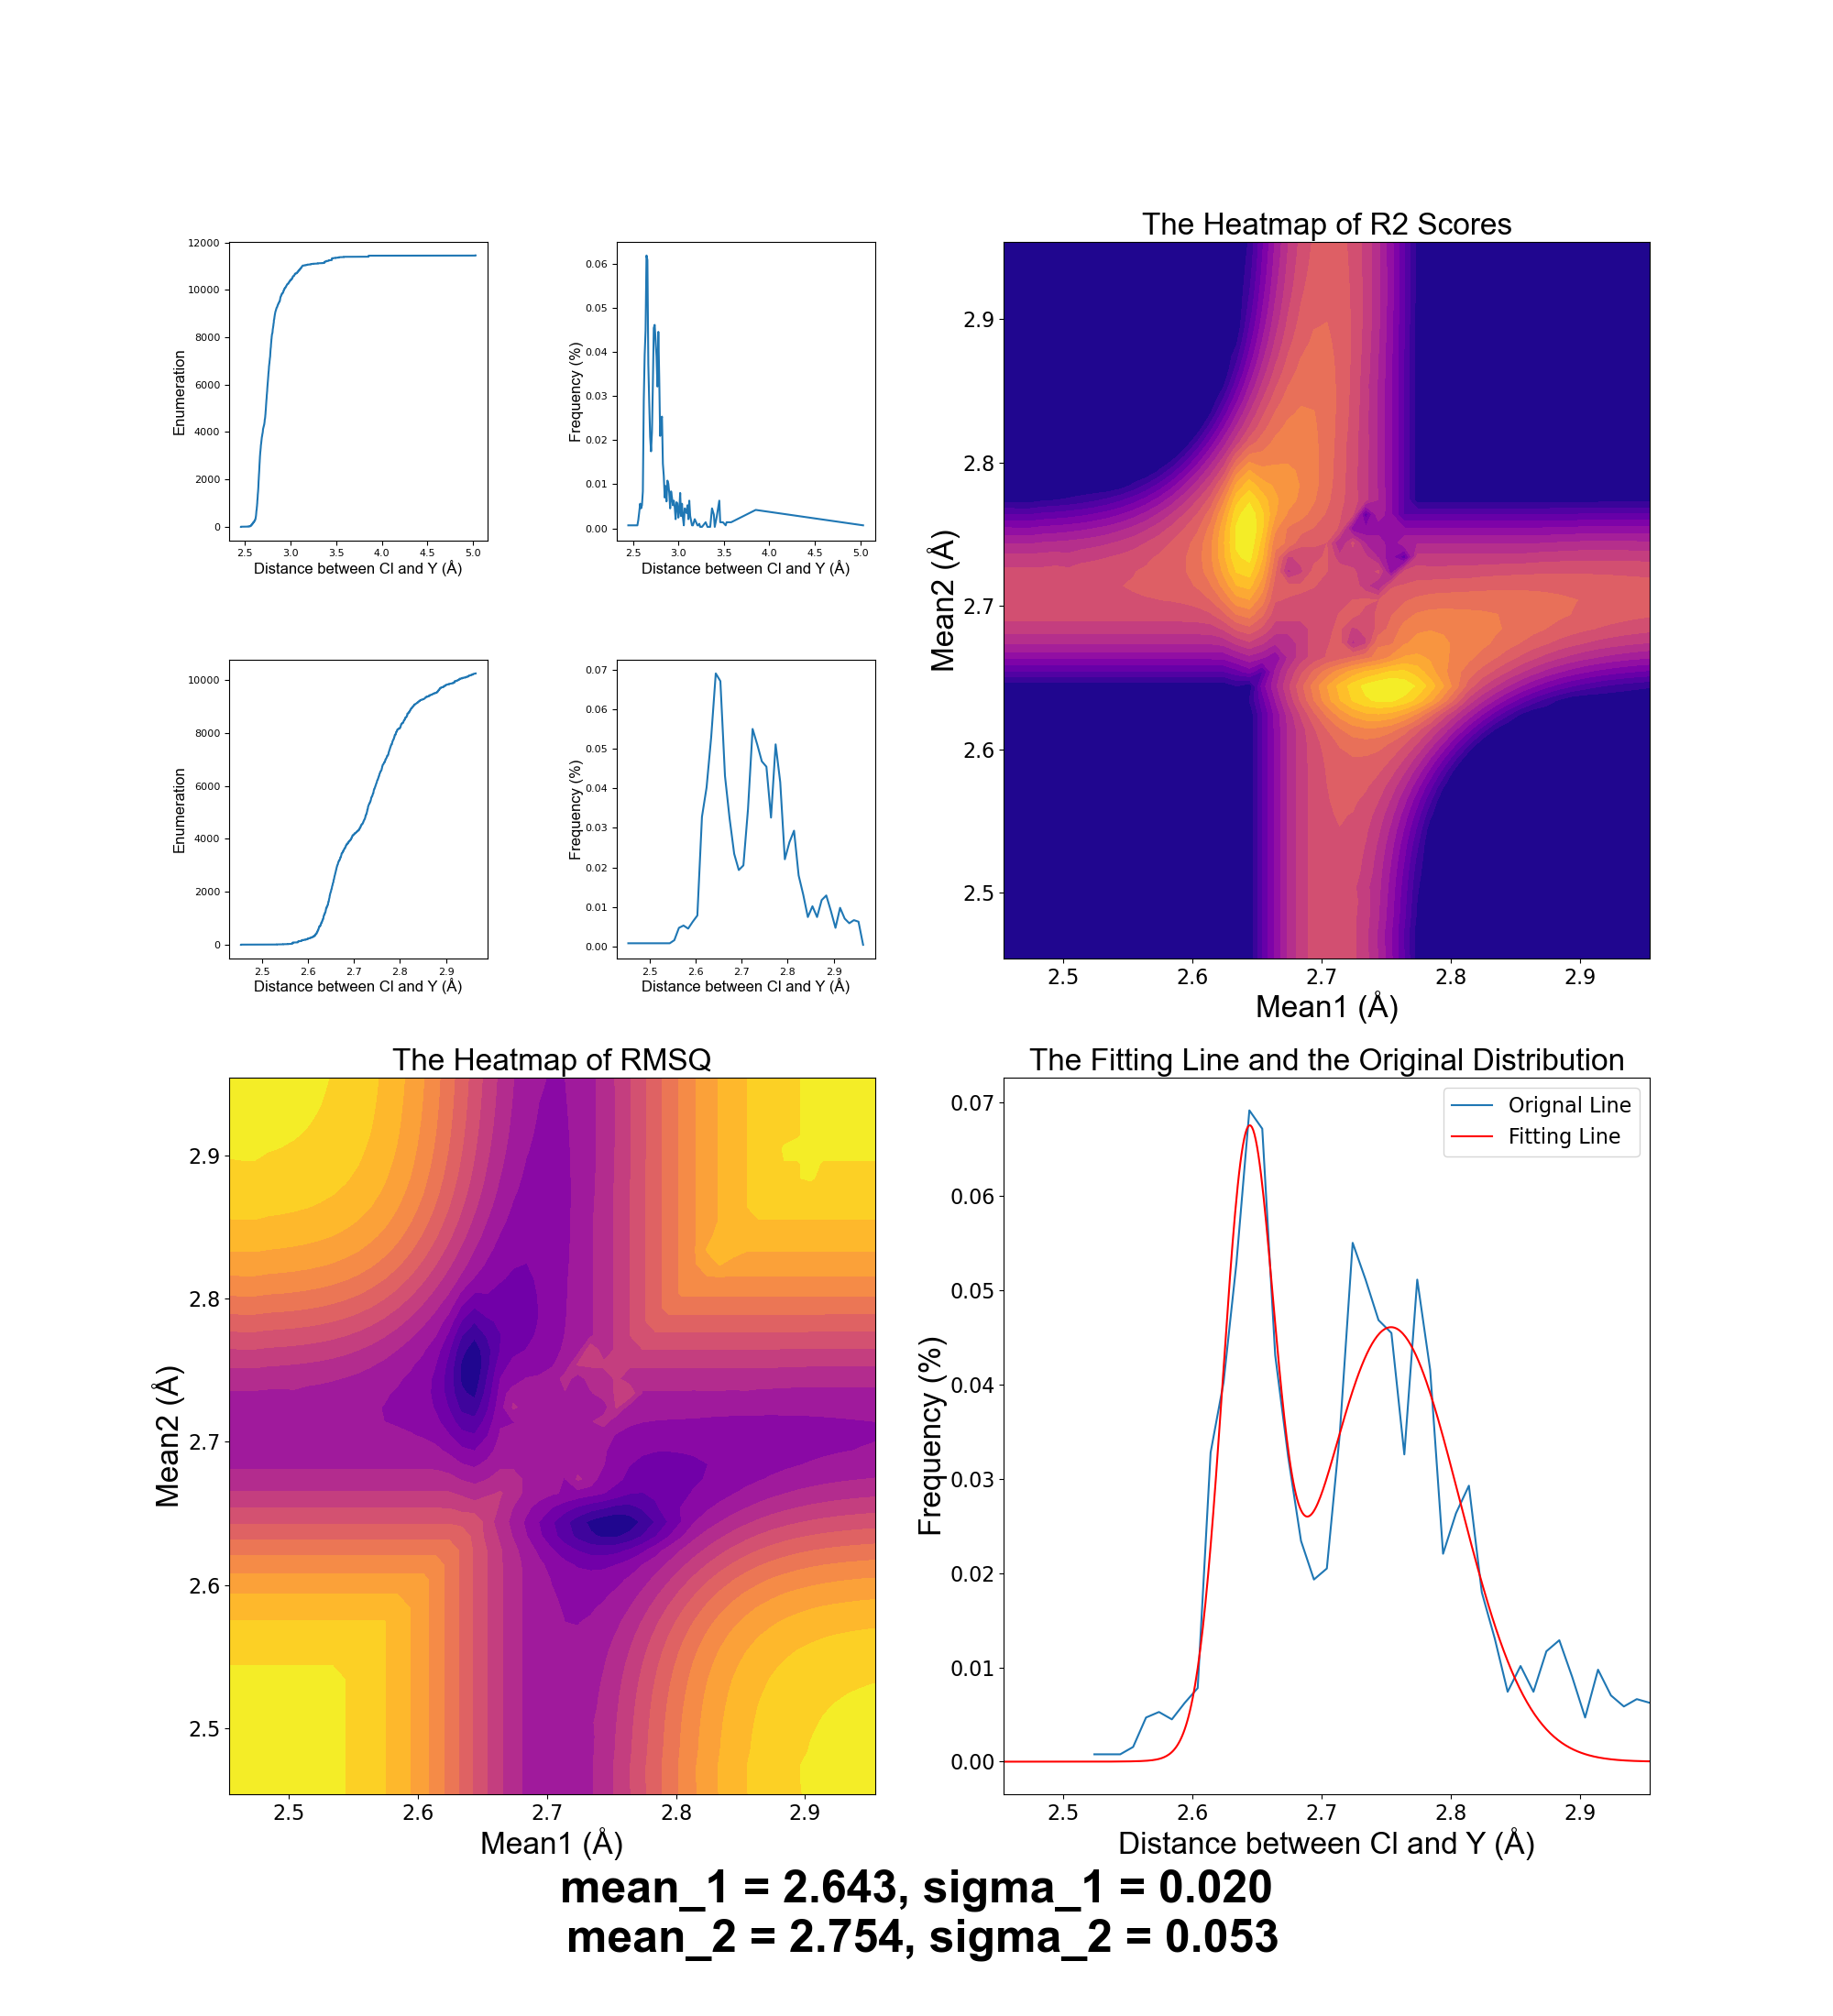 The Heatmap of R2 Scores
12000
10000
8000
6000
4000
2000
0
Enumeration
2.5 3.0 3.5 4.0 4.5 5.0
Distance between Cl and Y (Å)
0.06
0.05
0.04
0.03
0.02
0.01
0.00
Frequency (%)
2.5 3.0 3.5 4.0 4.5 5.0
Distance between Cl and Y (Å)
2.9
2.8
2.7
2.6
2.5
Mean2 (Å)
2.5 2.6 2.7 2.8 2.9
Mean1 (Å)
10000
8000
6000
4000
2000
0
Enumeration
2.5 2.6 2.7 2.8 2.9
Distance between Cl and Y (Å)
0.07
0.06
0.05
0.04
0.03
0.02
0.01
0.00
Frequency (%)
2.5 2.6 2.7 2.8 2.9
Distance between Cl and Y (Å)
The Heatmap of RMSQ
2.9
2.8
2.7
2.6
2.5
Mean2 (Å)
2.5 2.6 2.7 2.8 2.9
Mean1 (Å)
The Fitting Line and the Original Distribution
Orignal Line
Fitting Line
0.07
0.06
0.05
0.04
0.03
0.02
0.01
0.00
Frequency (%)
2.5 2.6 2.7 2.8 2.9
Distance between Cl and Y (Å)
mean_1 = 2.643, sigma_1 = 0.020
mean_2 = 2.754, sigma_2 = 0.053